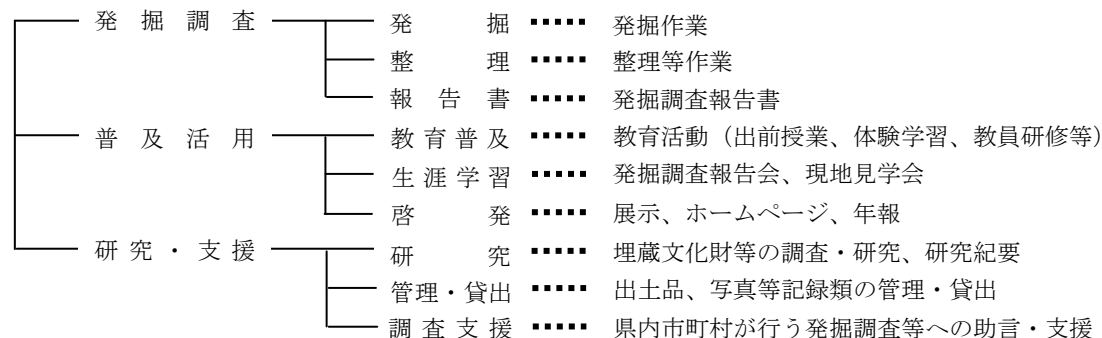 発掘調査 発掘 ····· 発掘作業
整理 ····· 整理等作業
報告書 ····· 発掘調査報告書
普及活用 教育普及 ····· 教育活動（出前授業、体験学習、教員研修等）
生涯学習 ····· 発掘調査報告会、現地見学会
啓発 ····· 展示、ホームページ、年報
研究・支援 研究 ····· 埋蔵文化財等の調査・研究、研究紀要
管理・貸出 ····· 出土品、写真等記録類の管理・貸出
調査支援 ····· 県内市町村が行う発掘調査等への助言・支援